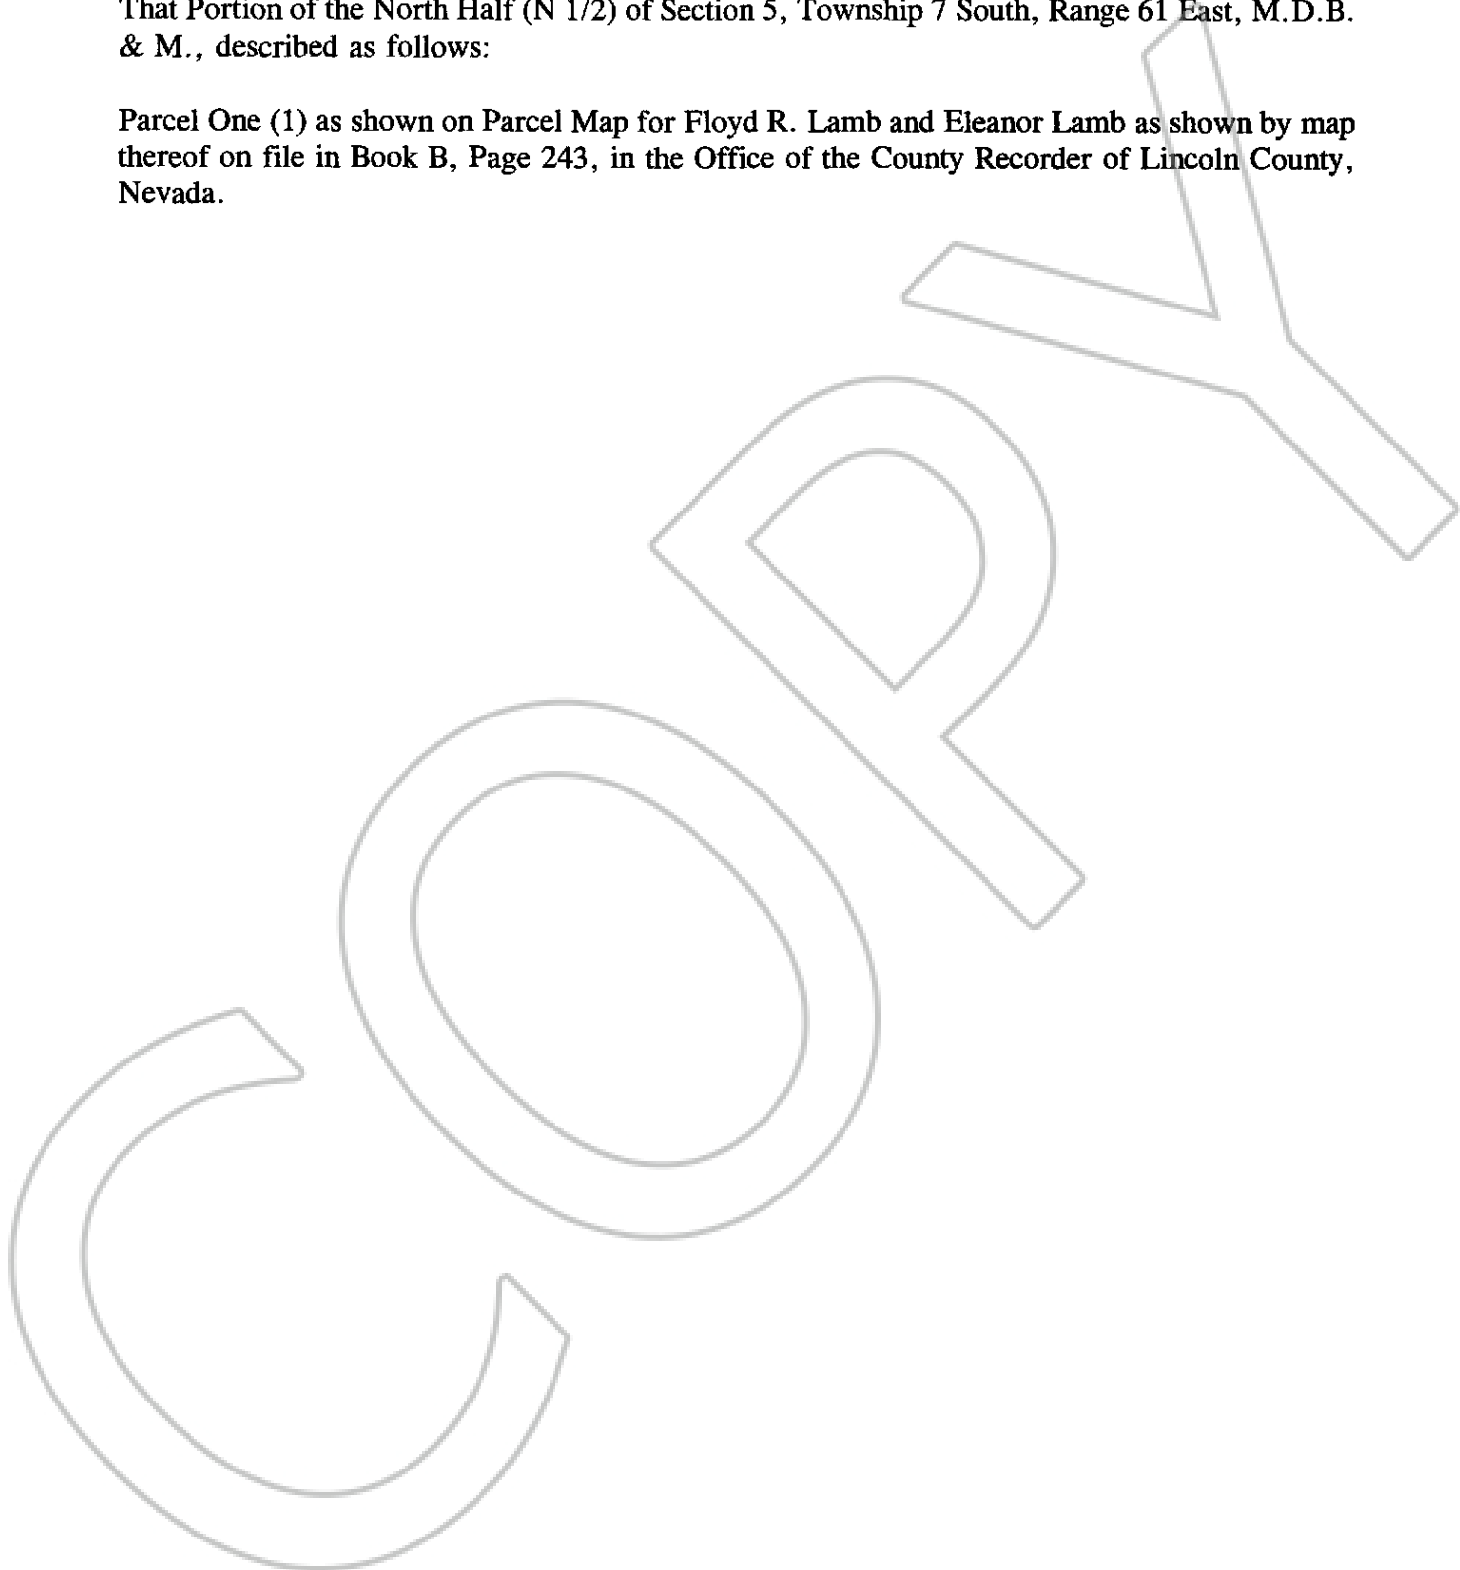 That Portion of the North Half (N 1/2) of Section 5, Township 7 South, Range 61 East, M.D.B.
& M., described as follows:
Parcel One (1) as shown on Parcel Map for Floyd R. Lamb and Eleanor Lamb as shown by map
thereof on file in Book B, Page 243, in the Office of the County Recorder of Lincoln County,
Nevada.
COPY